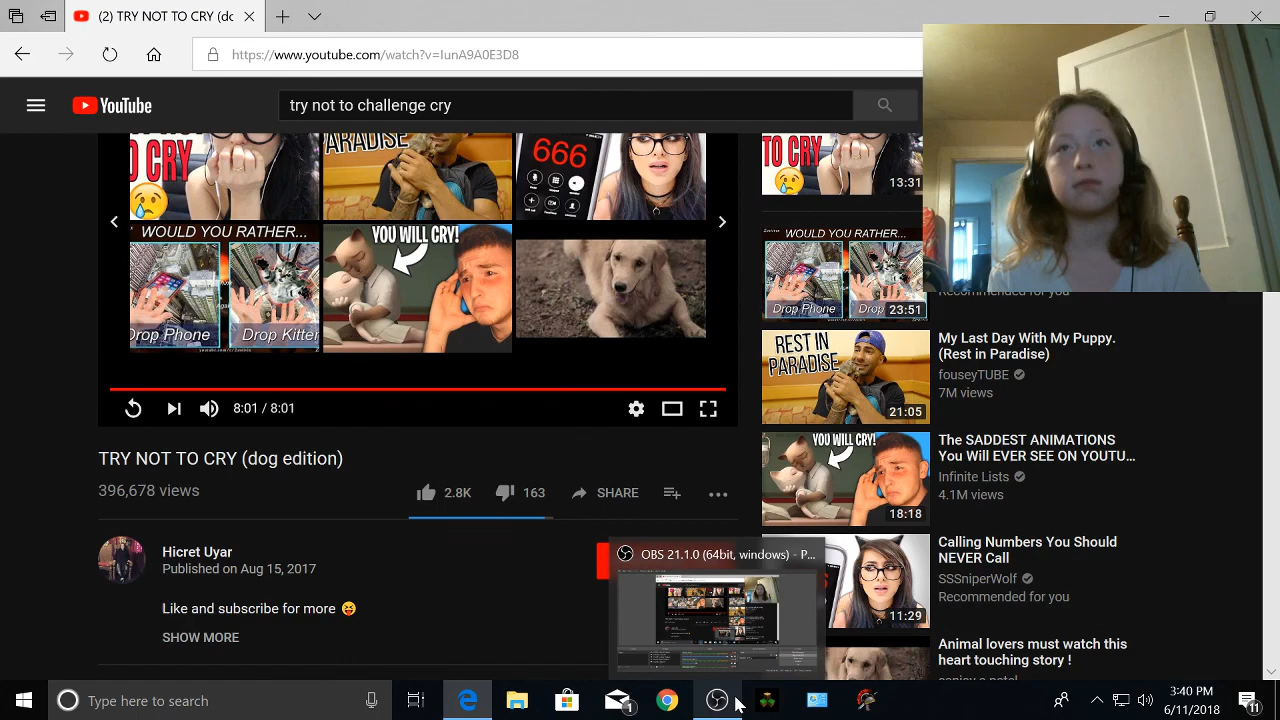 (2) TRY NOT TO CRY (do
https://www.youtube.com/watch?v=IunA9A0E3D8
YouTube
try not to challenge cry
O CRY
PARADISE
666
WOULD YOU RATHER...
Drop Phone
Drop Kitten
YOU WILL CRY!
8:01 / 8:01
TRY NOT TO CRY (dog edition)
396,678 views
2.8K
163
SHARE
Hicret Uyar
Published on Aug 15, 2017
Like and subscribe for more
SHOW MORE
TO CRY
13:31
WOULD YOU RATHER...
Drop Phone
Drop
23:51
Recommended for you
REST IN
PARADISE
21:05
My Last Day With My Puppy.
(Rest in Paradise)
fouseyTUBE
7M views
YOU WILL CRY!
18:18
The SADDEST ANIMATIONS
You Will EVER SEE ON YOUTU...
Infinite Lists
4.1M views
11:29
Calling Numbers You Should
NEVER Call
SSSniperWolf
Recommended for you
Animal lovers must watch this
heart touching story !
OBS 21.1.0 (64bit, windows) - P...
Type here to search
1
3:40 PM
6/11/2018
11